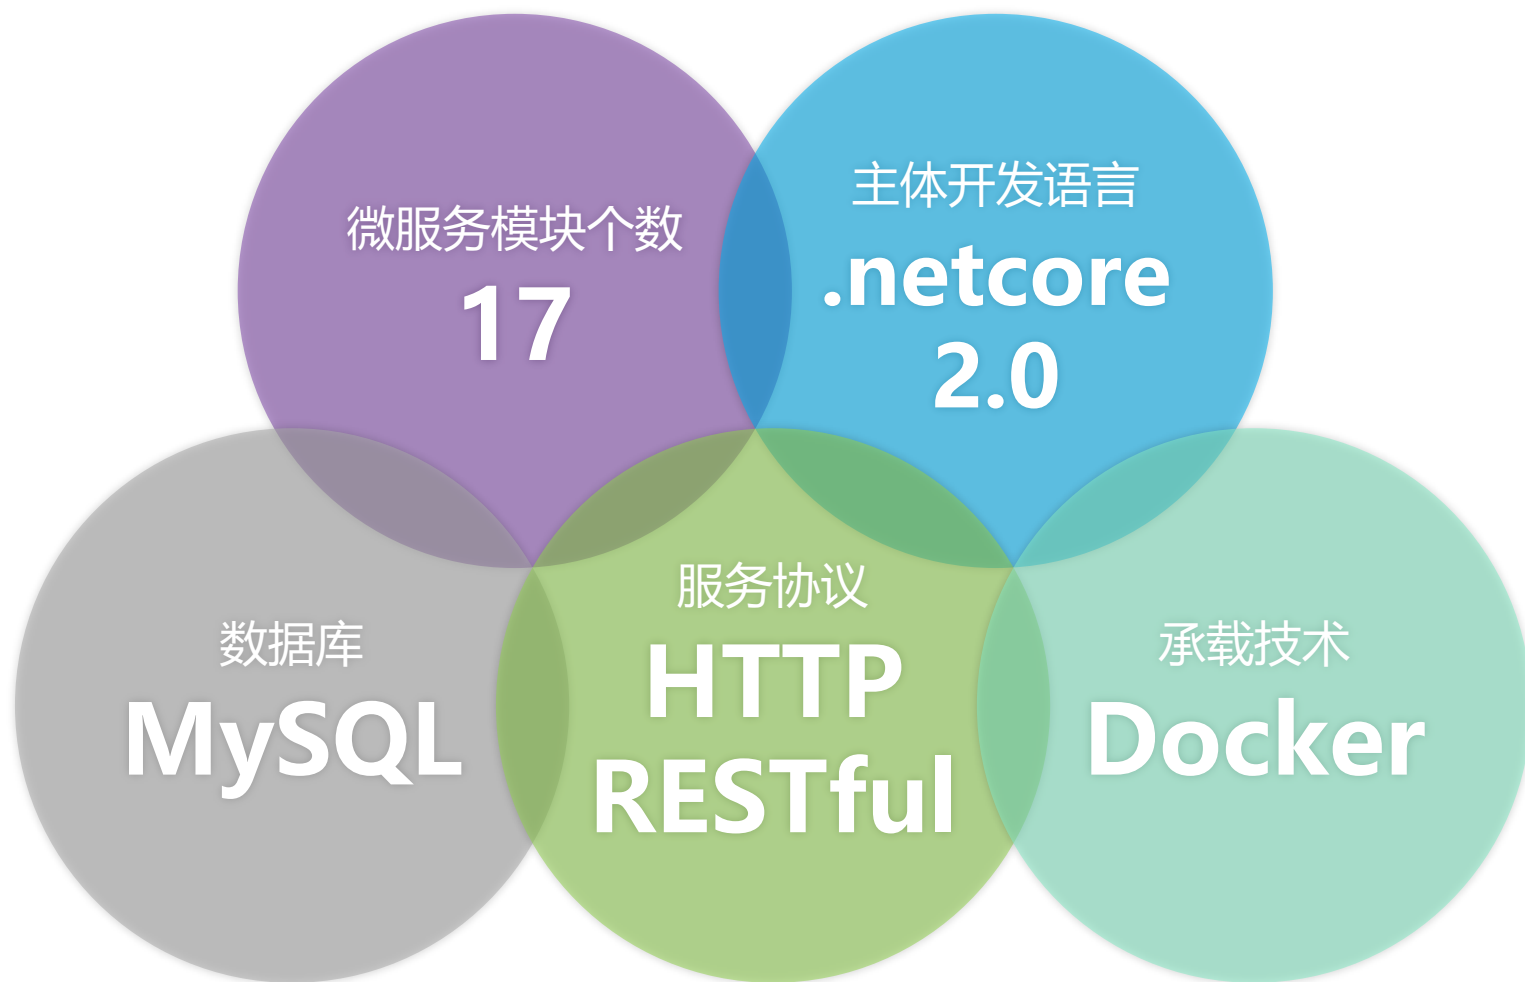 微服务模块个数
17
主体开发语言
.netcore
2.0
数据库
MySQL
服务协议
HTTP
RESTful
承载技术
Docker